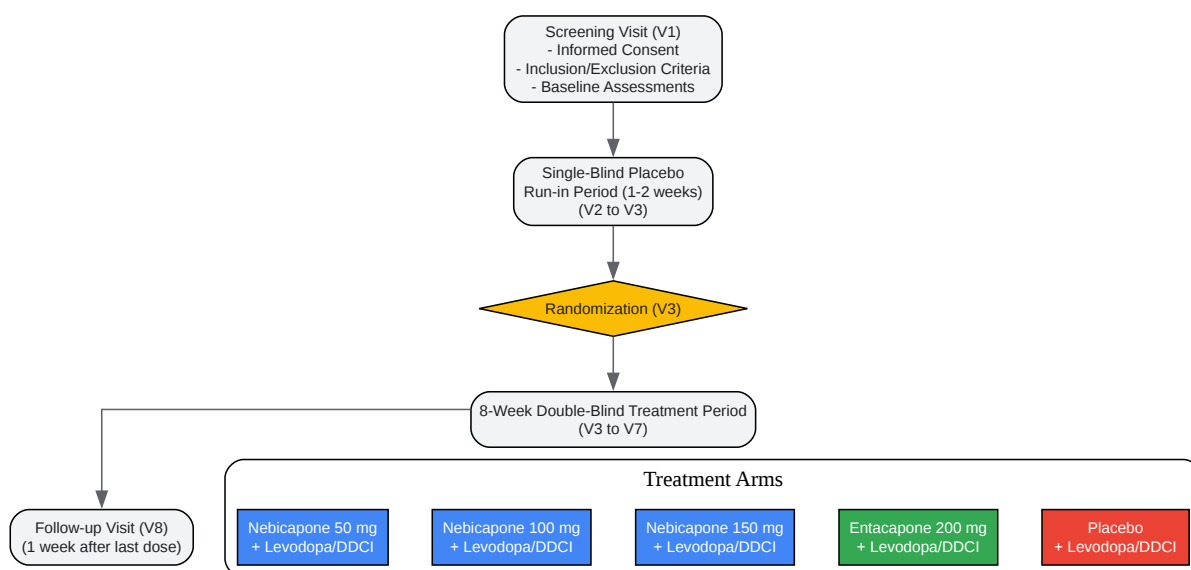 Screening Visit (V1)
- Informed Consent
- Inclusion/Exclusion Criteria
- Baseline Assessments
Single-Blind Placebo
Run-in Period (1-2 weeks)
(V2 to V3)
Randomization (V3)
8-Week Double-Blind Treatment Period
(V3 to V7)
Follow-up Visit (V8)
(1 week after last dose)
Treatment Arms
Nebicapone 50 mg
+ Levodopa/DDCI
Nebicapone 100 mg
+ Levodopa/DDCI
Nebicapone 150 mg
+ Levodopa/DDCI
Entacapone 200 mg
+ Levodopa/DDCI
Placebo
+ Levodopa/DDCI